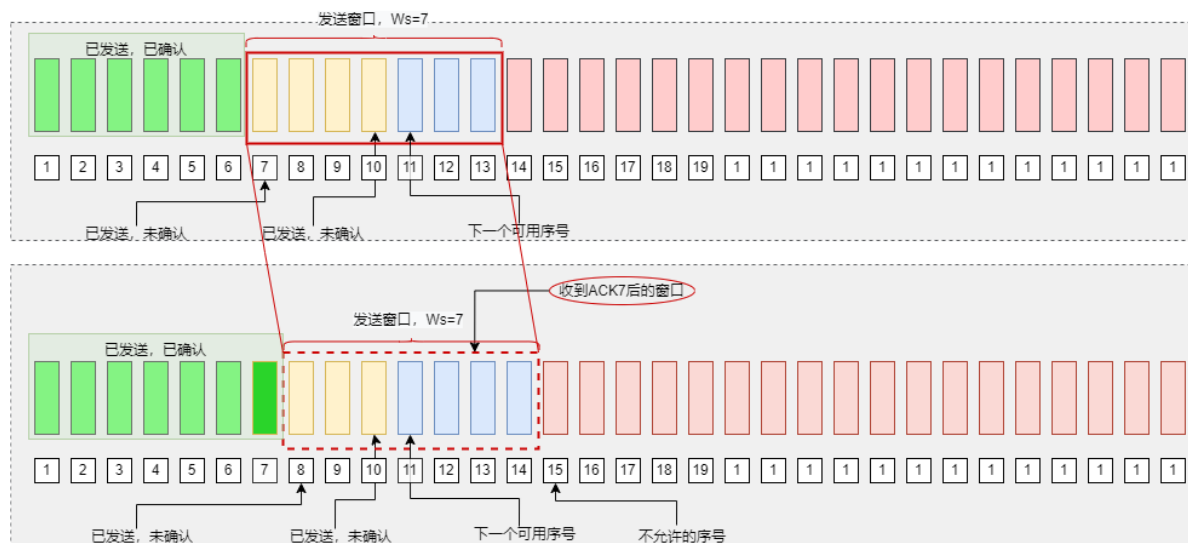 发送窗口，Ws=7
已发送，已确认
1 2 3 4 5 6 7 8 9 10 11 12 13 14 15 16 17 18 19 1 1 1 1 1 1 1 1 1 1 1 1 1
已发送，未确认 已发送，未确认 下一个可用序号
收到ACK7后的窗口
发送窗口，Ws=7
已发送，已确认
1 2 3 4 5 6 7 8 9 10 11 12 13 14 15 16 17 18 19 1 1 1 1 1 1 1 1 1 1 1 1 1
已发送，未确认 已发送，未确认 下一个可用序号 不允许的序号